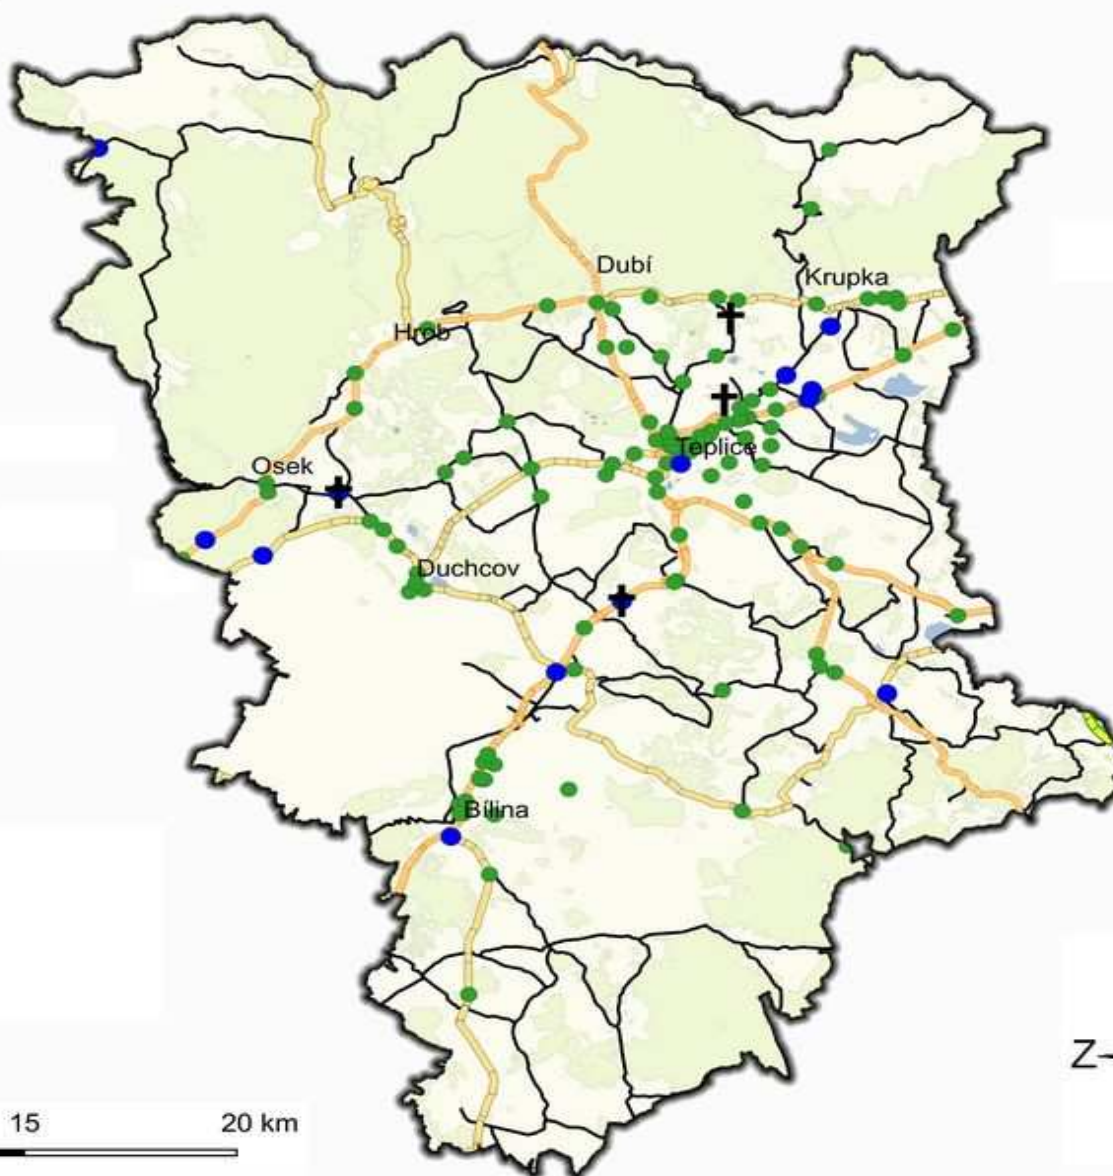 Dubí
Krupka
Hrob
Teplice
Osek
Duchcov
Bílina
Z
15 20 km